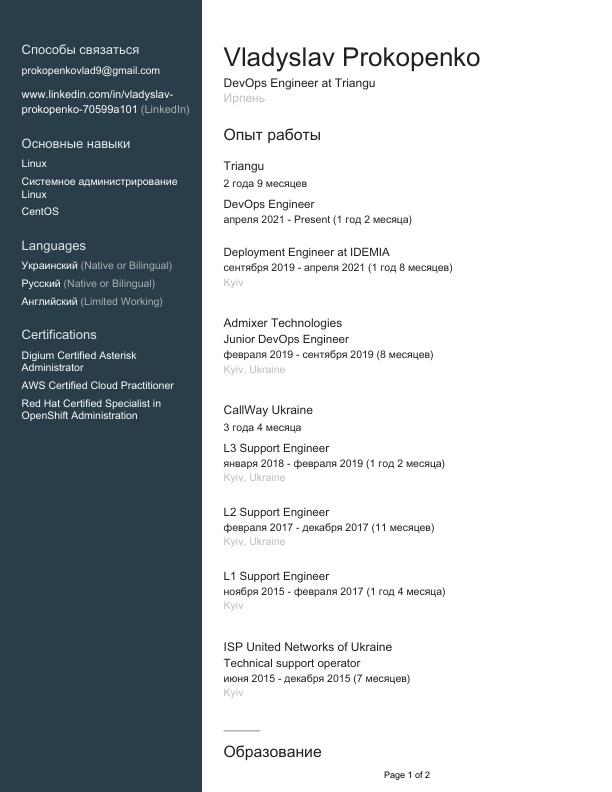 Способы связаться
prokopenkovlad9@gmail.com
www.linkedin.com/in/vladyslav-
prokopenko-70599a101 (LinkedIn)
Основные навыки
Linux
Системное администрирование
Linux
CentOS
Languages
Украинский (Native or Bilingual)
Русский (Native or Bilingual)
Английский (Limited Working)
Certifications
Digium Certified Asterisk
Administrator
AWS Certified Cloud Practitioner
Red Hat Certified Specialist in
OpenShift Administration
Vladyslav Prokopenko
DevOps Engineer at Triangu
Ирпень
Опыт работы
Triangu
2 года 9 месяцев
DevOps Engineer
апреля 2021 - Present (1 год 2 месяца)
Deployment Engineer at IDEMIA
сентября 2019 - апреля 2021 (1 год 8 месяцев)
Kyiv
Admixer Technologies
Junior DevOps Engineer
февраля 2019 - сентября 2019 (8 месяцев)
Kyiv, Ukraine
CallWay Ukraine
3 года 4 месяца
L3 Support Engineer
января 2018 - февраля 2019 (1 год 2 месяца)
Kyiv, Ukraine
L2 Support Engineer
февраля 2017 - декабря 2017 (11 месяцев)
Kyiv, Ukraine
L1 Support Engineer
ноября 2015 - февраля 2017 (1 год 4 месяца)
Kyiv
ISP United Networks of Ukraine
Technical support operator
июня 2015 - декабря 2015 (7 месяцев)
Kyiv
Образование
Page 1 of 2